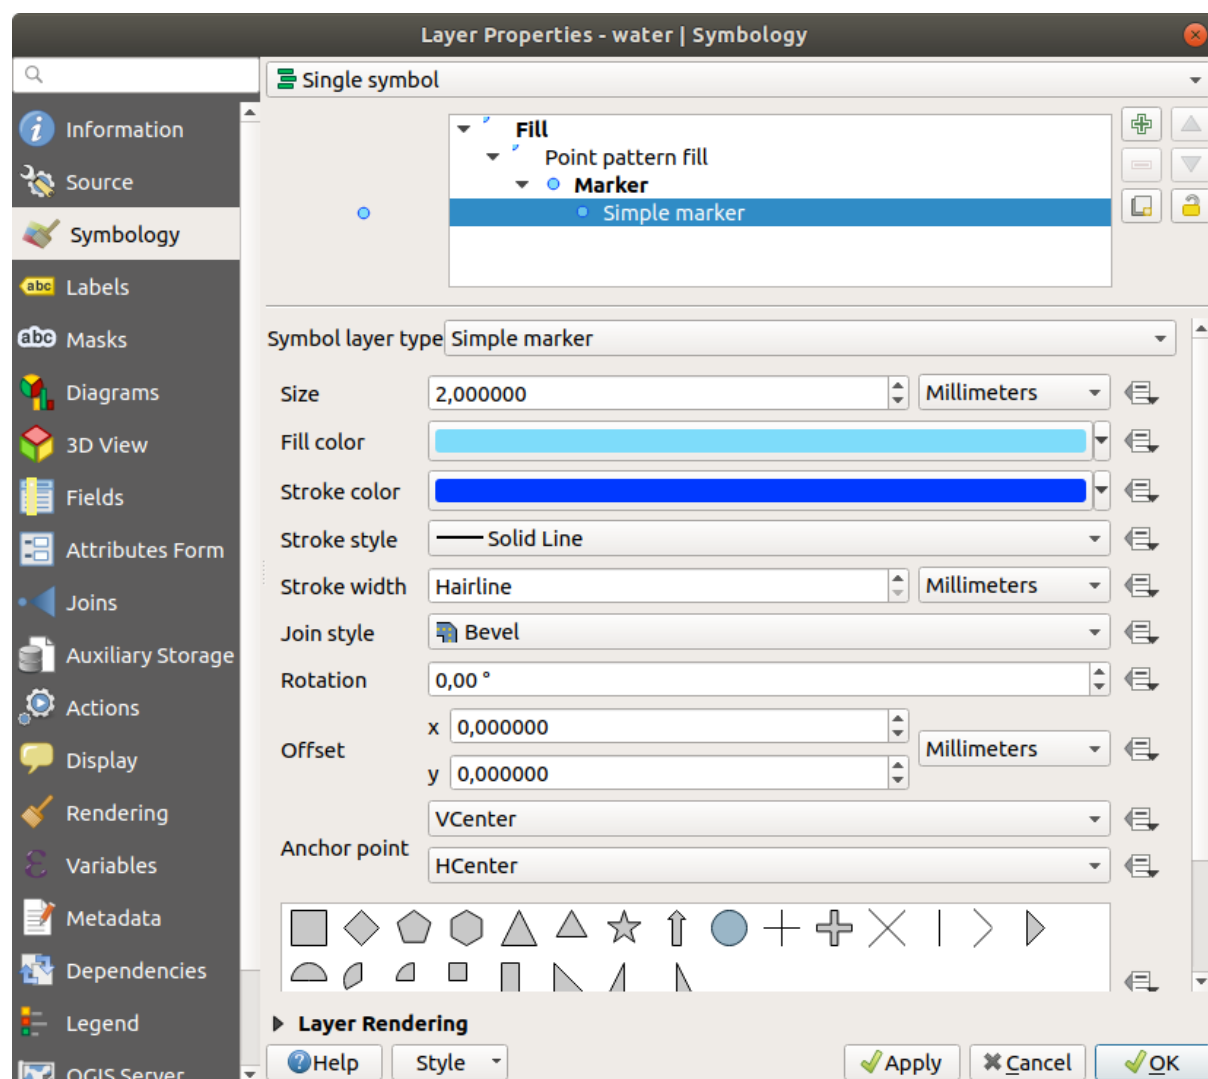 Layer Properties - water | Symbology
Single symbol
Information
Source
Symbology
abc Labels
abc Masks
Diagrams
3D View
Fields
Attributes Form
Joins
Auxiliary Storage
Actions
Display
Rendering
Variables
Metadata
Dependencies
Legend
QGIS Server
Fill
Point pattern fill
Marker
Simple marker
Symbol layer type Simple marker
Size 2,000000 Millimeters
Fill color
Stroke color
Stroke style Solid Line
Stroke width Hairline Millimeters
Join style Bevel
Rotation 0,00 °
Offset x 0,000000 Millimeters
y 0,000000
Anchor point VCenter
HCenter
Layer Rendering
Help Style Apply Cancel OK